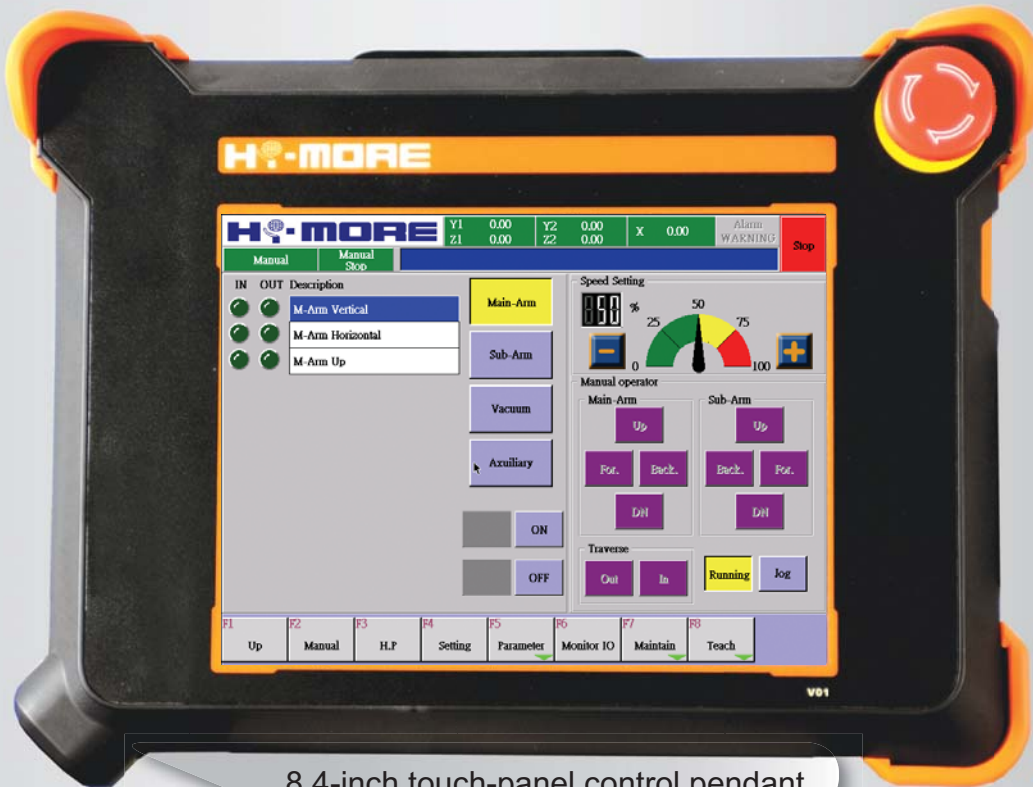 HY-MORE
HY-MORE
Y1 0.00 Y2 0.00 X 0.00 Alarm
Z1 0.00 Z2 0.00 WARNING Stop
Manual Manual Stop
IN OUT Description
M-Arm Vertical
M-Arm Horizontal
M-Arm Up
Main-Arm
Sub-Arm
Vacuum
Axuiliary
ON
OFF
Speed Setting
%
0 25 50 75 100
Manual operator
Main-Arm
Up
For. Back.
DN
Sub-Arm
Up
Back. For.
DN
Traverse
Out In
Running Jog
F1 Up F2 Manual F3 H.P F4 Setting F5 Parameter F6 Monitor IO F7 Maintain F8 Teach
V01
8.4-inch touch-panel control pendant